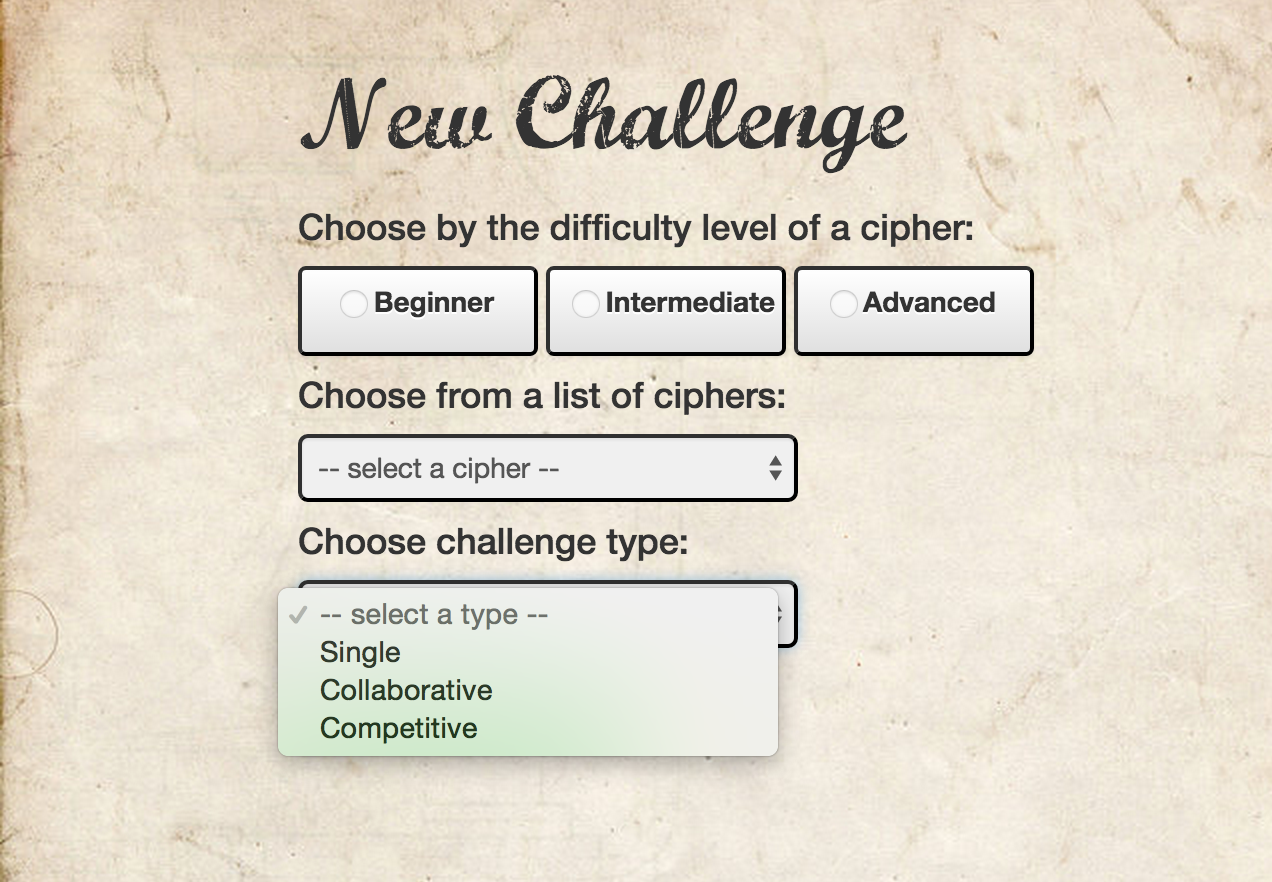 New Challenge
Choose by the difficulty level of a cipher:
Beginner Intermediate Advanced
Choose from a list of ciphers:
-- select a cipher --
Choose challenge type:
-- select a type --
Single
Collaborative
Competitive